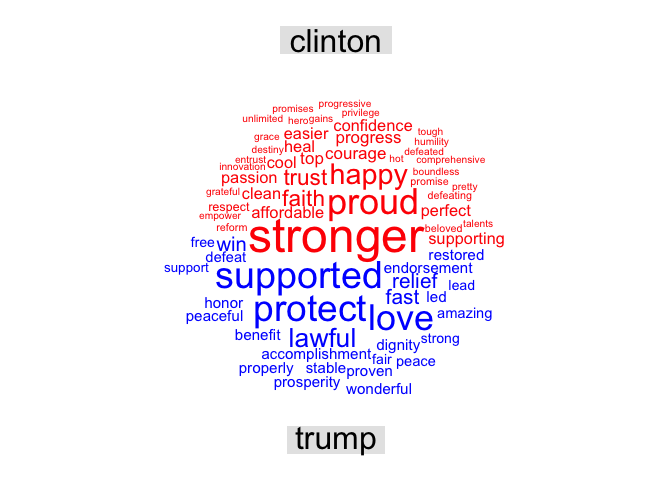 clinton
promises progressive
unlimited hero gains privilege
grace easier confidence tough
destiny heal progress humility
entrust cool top courage hot defeated
innovation passion trust happy boundless comprehensive
grateful clean faith proud promise pretty
respect affordable perfect defeating
empower
reform stronger beloved talents
free win supporting
defeat restored
support supported endorsement
relief lead
honor protect fast led
peaceful love amazing
benefit lawful strong
accomplishment dignity
properly stable fair peace
prosperity proven
wonderful
trump